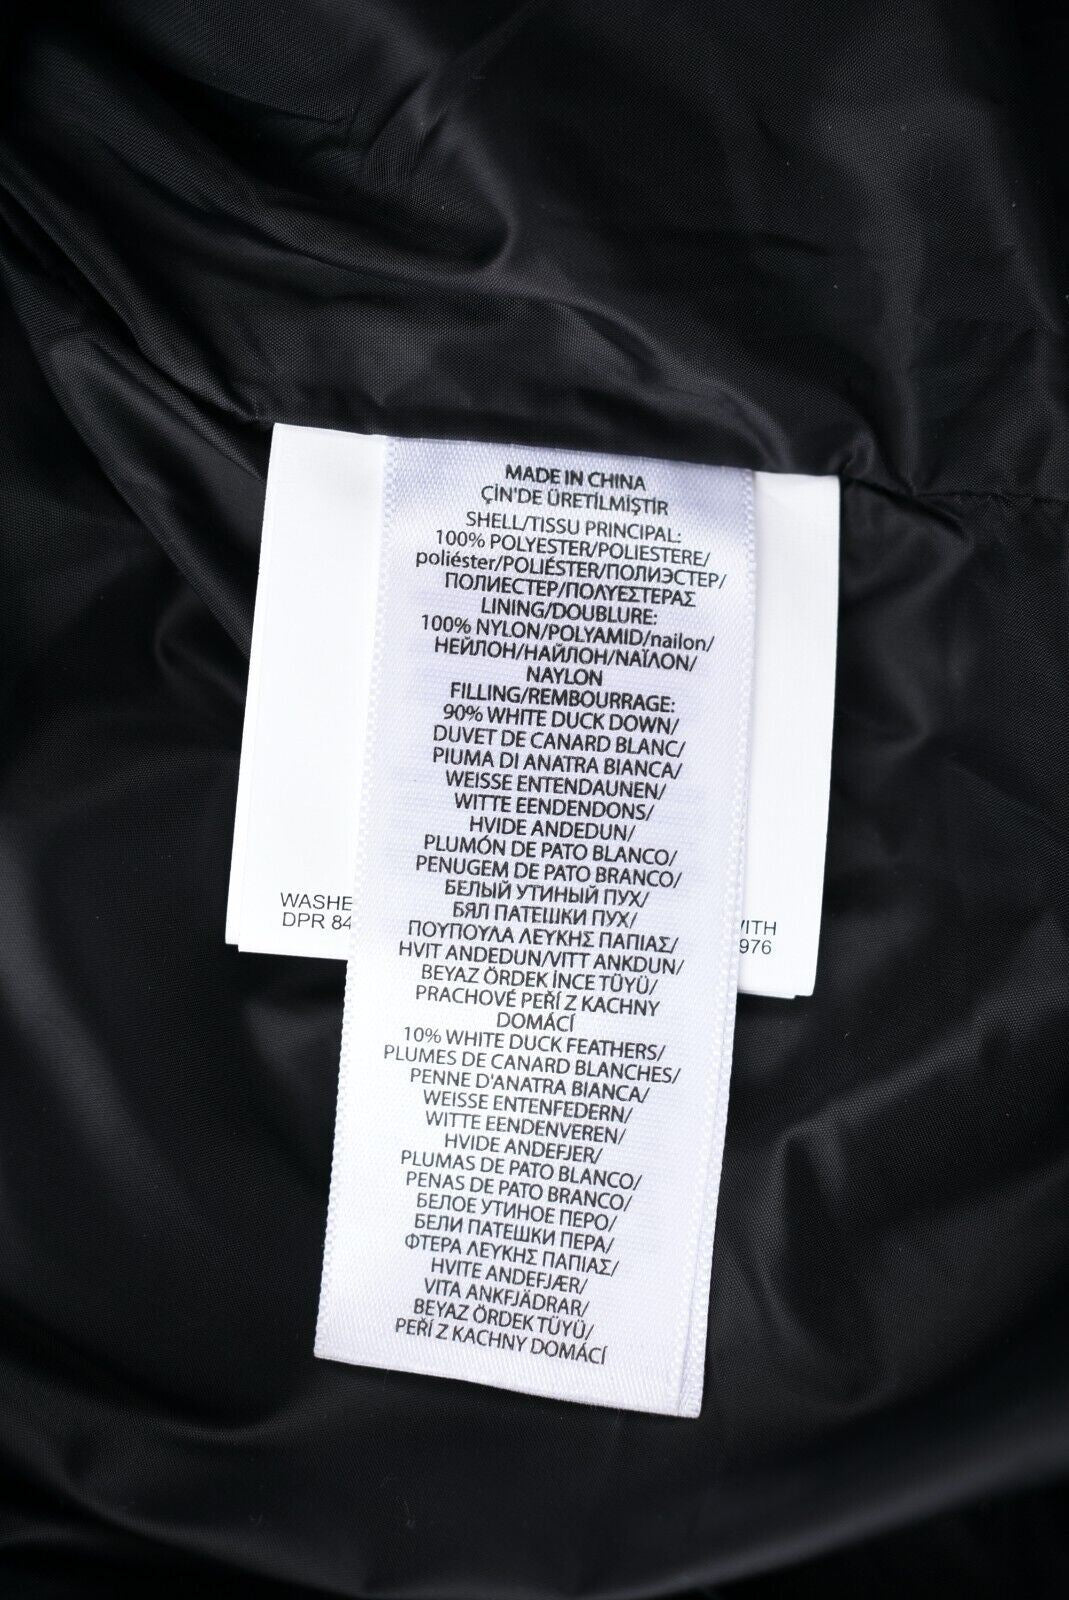 MADE IN CHINA
ÇİN'DE ÜRETİLMİŞTİR
SHELL/TISSU PRINCIPAL:
100% POLYESTER/POLIESTERE/
poliéster/POLIÉSTER/ПОЛИЭСТЕР/
ПОЛИЕСТЕР/ΠΟΛΥΕΣΤΕΡΑΣ
LINING/DOUBLURE:
100% NYLON/POLYAMID/nailon/
НЕЙЛОН/НАЙЛОН/ΝΑΪΛΟΝ/
NAYLON
FILLING/REMBOURRAGE:
90% WHITE DUCK DOWN/
DUVET DE CANARD BLANC/
PIUMA DI ANATRA BIANCA/
WEISSE ENTENDAUNEN/
WITTE EENDENDONS/
HVIDE ANDEDUN/
PLUMÓN DE PATO BLANCO/
PENUGEM DE PATO BRANCO/
БЕЛЫЙ УТИНЫЙ ПУХ/
БЯЛ ПАТЕШКИ ПУХ/
ΠΟΥΠΟΥΛΑ ΛΕΥΚΗΣ ΠΑΠΙΑΣ/
HVIT ANDEDUN/VITT ANKDUN/
BEYAZ ÖRDEK İNCE TÜYÜ/
PRACHOVÉ PEŘÍ Z KACHNY
DOMÁCÍ
10% WHITE DUCK FEATHERS/
PLUMES DE CANARD BLANCHES/
PENNE D'ANATRA BIANCA/
WEISSE ENTENFEDERN/
WITTE EENDENVEREN/
HVIDE ANDEFJER/
PLUMAS DE PATO BLANCO/
PENAS DE PATO BRANCO/
БЕЛОЕ УТИНОЕ ПЕРО/
БЕЛИ ПАТЕШКИ ПЕРА/
ΦΤΕΡΑ ΛΕΥΚΗΣ ΠΑΠΙΑΣ/
HVITE ANDEFJÆR/
VITA ANKFJÄDRAR/
BEYAZ ÖRDEK TÜYÜ/
PEŘÍ Z KACHNY DOMÁCÍ
WASHE
DPR 84
ITH
976